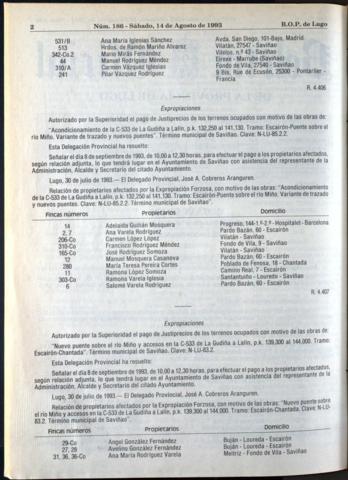 2 Núm. 186 - Sábado, 14 de Agosto de 1993 B.O.P. de Lugo
531/B Ana María Iglesias Sánchez Avda. San Diego, 101-Bajo, Madrid
513 Hrdos. de Ramón Mariño Alvarez Vilatán, 27547 - Saviñao
342-Co.2 Mario Mirás Fernández Vilelos, n.º 43 - Saviñao
44 Manuel Rodríguez Méndez Eirexe - Marrube (Saviñao)
310/A Carmen Vázquez Iglesias Fondo de Vila, 27540 - Saviñao
241 Pilar Vázquez Rodríguez 9 Bis, Rue de Ecusón, 25300 - Pontarlier -
Francia
R. 4.406
Expropiaciones
Autorizado por la Superioridad el pago de Justiprecios de los terrenos ocupados con motivo de las obras de:
"Acondicionamiento de la C-533 de La Gudiña a Lalín, p.k. 132,250 al 141,130. Tramo: Escairón-Puente sobre el
río Miño. Variante de trazado y nuevos puentes". Término municipal de Saviñao. Clave: N-LU-85.2.2.
Esta Delegación Provincial ha resuelto:
Señalar el día 8 de septiembre de 1993, de 10,00 a 12,30 horas, para efectuar el pago a los propietarios afectados,
según relación adjunta, lo que tendrá lugar en el Ayuntamiento de Saviñao con asistencia del representante de la
Administración, Alcalde y Secretario del citado Ayuntamiento.
Lugo, 30 de julio de 1993.— El Delegado Provincial, José A. Cobreros Aranguren.
Relación de propietarios afectados por la Expropiación Forzosa, con motivo de las obras: "Acondicionamiento
de la C-533 de La Gudiña a Lalín, p.k. 132,250 al 141,130. Tramo: Escairón-Puente sobre el río Miño. Variante de trazado
y nuevos puentes. Clave: N-LU-85.2.2. Término municipal de Saviñao".
Fincas números Propietarios Domicilio
14 Adelaida Guitián Mosquera Progreso, 144-1.º-2.ª - Hospitalet - Barcelona
2, 7 Ana Varela Rodríguez Pardo Bazán, 60 - Escairón
206-Co Carmen López López Vilatán - Saviñao
310-Co Francisco Rodríguez Méndez Fondo de Vila, 9 - Saviñao
165-Co José Rodríguez Somoza Vilatán - Saviñao
12 Manuel Mosquera Casanova Pardo Bazán, 60 - Escairón
280 María Teresa Pereira Cortes Poblado de Fenosa, 18 - Chantada
11 Ramona López Somoza Camino Real, 7 - Escairón
303-Co Ramona Varela Iglesia Santantuíño - Louredo - Saviñao
6 Salomé Varela Rodríguez Pardo Bazán, 60 - Escairón
R. 4.407
Expropiaciones
Autorizado por la Superioridad el pago de Justiprecios de los terrenos ocupados con motivo de las obras de:
"Nuevo puente sobre el río Miño y accesos en la C-533 de La Gudiña a Lalín, p.k. 139,300 al 144,000. Tramo:
Escairón-Chantada". Término municipal de Saviñao. Clave: N-LU-83.2.
Esta Delegación Provincial ha resuelto:
Señalar el día 8 de septiembre de 1993, de 10,00 a 12,30 horas, para efectuar el pago a los propietarios afectados,
según relación adjunta, lo que tendrá lugar en el Ayuntamiento de Saviñao con asistencia del representante de la
Administración, Alcalde y Secretario del citado Ayuntamiento.
Lugo, 30 de julio de 1993.— El Delegado Provincial, José A. Cobreros Aranguren.
Relación de propietarios afectados por la Expropiación Forzosa, con motivo de las obras: "Nuevo puente sobre
el río Miño y accesos en la C-533 de La Gudiña a Lalín, p.k. 139,300 al 144,000. Tramo: Escairón-Chantada. Clave: N-LU-
83.2. Término municipal de Saviñao".
Fincas números Propietarios Domicilio
29-Co Angel González Fernández Buján - Loureda - Escairón
27, 28 Avelino González Fernández Buján - Loureda - Escairón
31, 36, 36-Co Ana María Rodríguez Varela Meitriz - Fondo de Vila - Saviñao